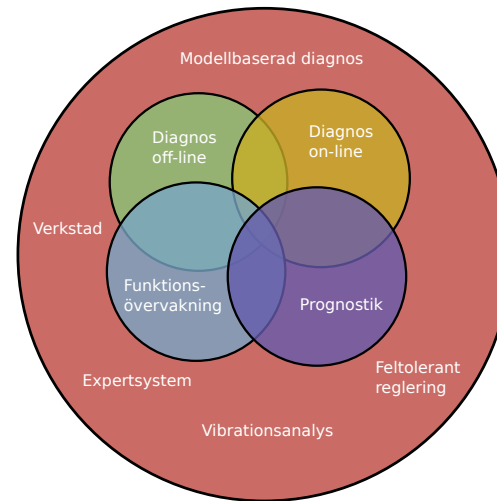 Modellbaserad diagnos
Diagnos
off-line
Diagnos
on-line
Verkstad
Funktions-
övervakning
Prognostik
Expertsystem
Feltolerant
reglering
Vibrationsanalys